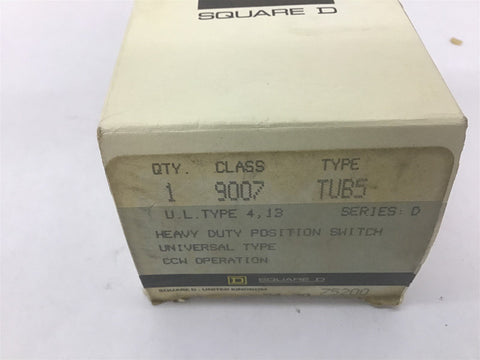 SQUARE D
QTY. CLASS TYPE
1 9007 TUB5
U.L. TYPE 4,13 SERIES: D
HEAVY DUTY POSITION SWITCH
UNIVERSAL TYPE
CCW OPERATION
D SQUARE D
SQUARE D, UNITED KINGDOM
75200